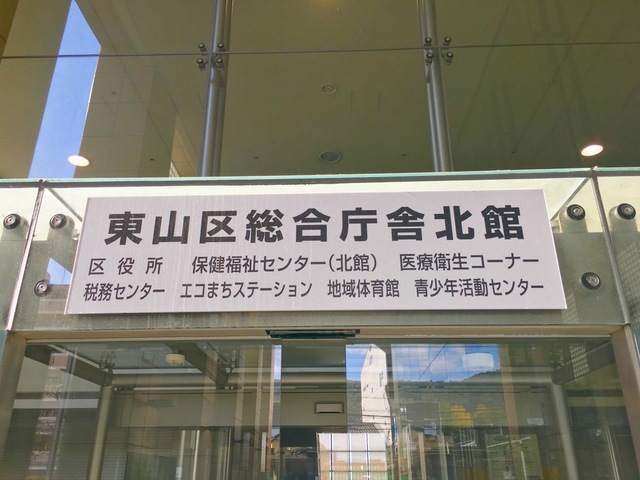 東山区総合庁舎北館
区役所 保健福祉センター(北館) 医療衛生コーナー
税務センター エコまちステーション 地域体育館 青少年活動センター